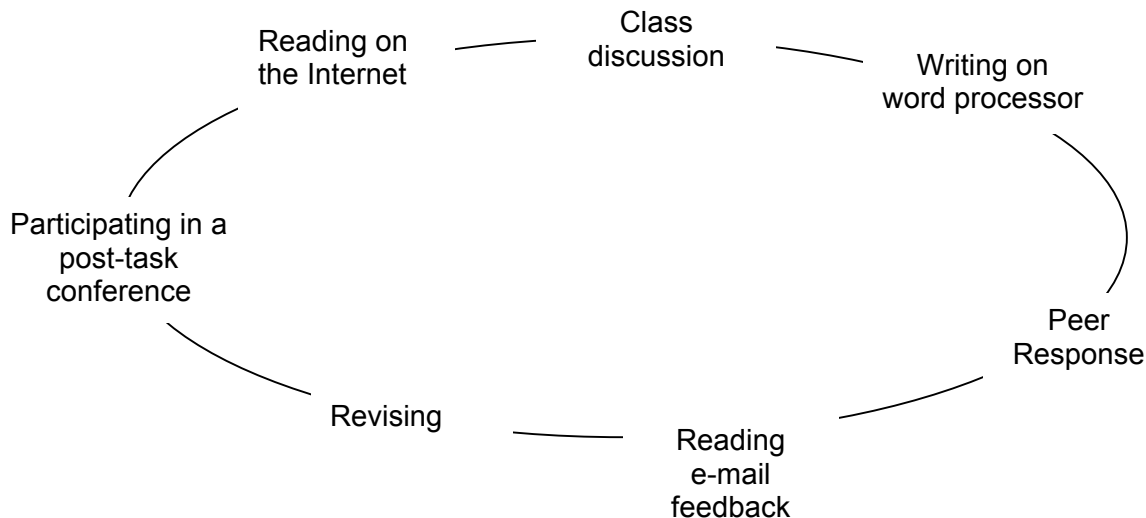 Reading on
the Internet
Class
discussion
Writing on
word processor
Peer
Response
Reading
e-mail
feedback
Revising
Participating in a
post-task
conference